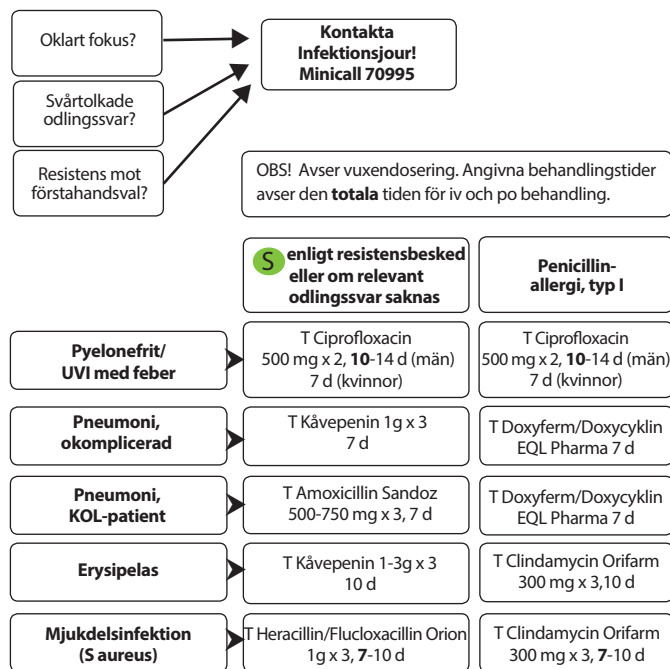 Oklart fokus?
Svårtolkade
odlingssvar?
Resistens mot
förstahandsval?
Kontakta
Infektionsjour!
Minicall 70995
OBS! Avser vuxendosering. Angivna behandlingstider
avser den totala tiden för iv och po behandling.
S enligt resistensbesked
eller om relevant
odlingssvar saknas
Penicillin-
allergi, typ I
Pyelonefrit/
UVI med feber
T Ciprofloxacin
500 mg x 2, 10-14 d (män)
7 d (kvinnor)
T Ciprofloxacin
500 mg x 2, 10-14 d (män)
7 d (kvinnor)
Pneumoni,
okomplicerad
T Kåvepenin 1g x 3
7 d
T Doxyferm/Doxycyklin
EQL Pharma 7 d
Pneumoni,
KOL-patient
T Amoxicillin Sandoz
500-750 mg x 3, 7 d
T Doxyferm/Doxycyklin
EQL Pharma 7 d
Erysipelas
T Kåvepenin 1-3g x 3
10 d
T Clindamycin Orifarm
300 mg x 3,10 d
Mjukdelsinfektion
(S aureus)
T Heracillin/Flucloxacillin Orion
1g x 3, 7-10 d
T Clindamycin Orifarm
300 mg x 3, 7-10 d